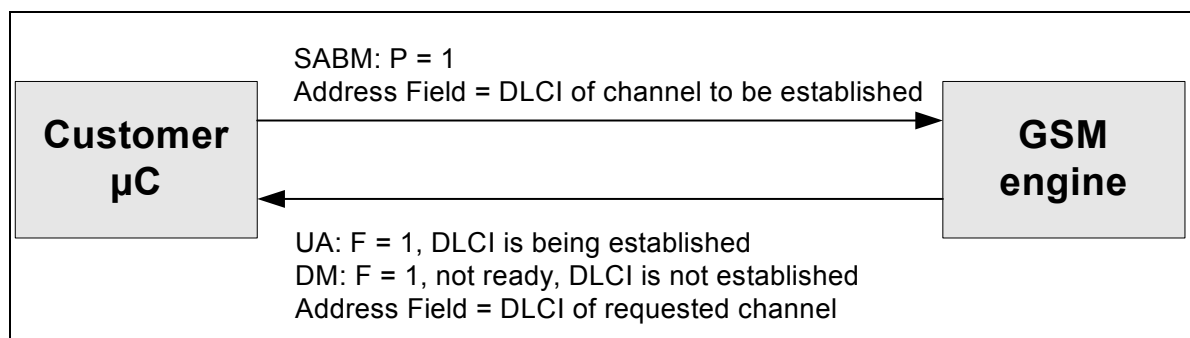 SABM: P = 1
Address Field = DLCI of channel to be established
Customer
µC
GSM
engine
UA: F = 1, DLCI is being established
DM: F = 1, not ready, DLCI is not established
Address Field = DLCI of requested channel